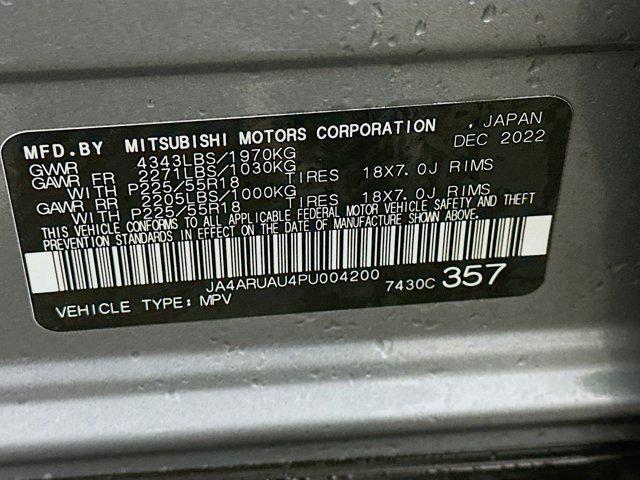 MFD.BY MITSUBISHI MOTORS CORPORATION , JAPAN
GVWR 4343LBS/1970KG DEC 2022
GAWR FR 2271LBS/1030KG TIRES 18X7.0J RIMS
WITH P225/55R18
GAWR RR 2205LBS/1000KG TIRES 18X7.0J RIMS
WITH P225/55R18
THIS VEHICLE CONFORMS TO ALL APPLICABLE FEDERAL MOTOR VEHICLE SAFETY AND THEFT
PREVENTION STANDARDS IN EFFECT ON THE DATE OF MANUFACTURE SHOWN ABOVE.
JA4ARUAU4PU004200 7430C 357
VEHICLE TYPE: MPV